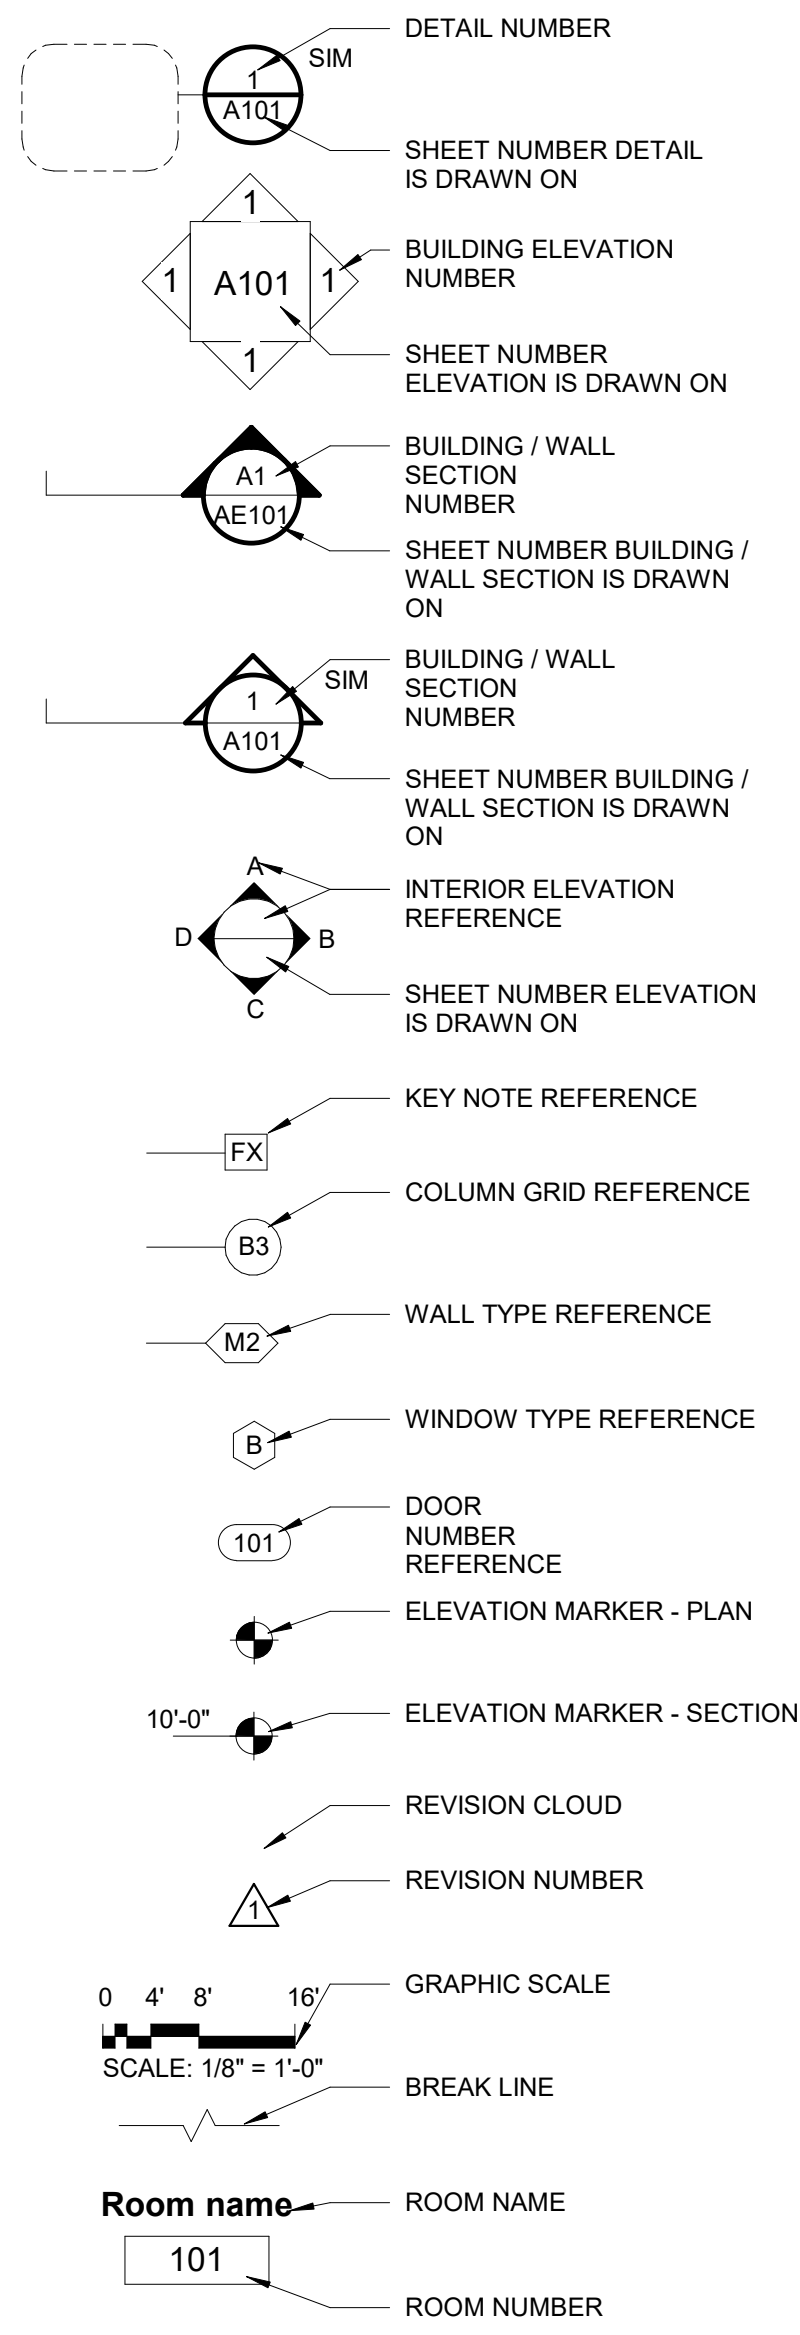 DETAIL NUMBER
SIM
1
A101
SHEET NUMBER DETAIL
IS DRAWN ON
1
BUILDING ELEVATION
NUMBER
1
A101
1
1
SHEET NUMBER
ELEVATION IS DRAWN ON
BUILDING / WALL
SECTION
NUMBER
A1
AE101
SHEET NUMBER BUILDING /
WALL SECTION IS DRAWN
ON
BUILDING / WALL
SECTION
NUMBER
SIM
1
A101
SHEET NUMBER BUILDING /
WALL SECTION IS DRAWN
ON
A
INTERIOR ELEVATION
REFERENCE
D
B
C
SHEET NUMBER ELEVATION
IS DRAWN ON
KEY NOTE REFERENCE
FX
COLUMN GRID REFERENCE
B3
WALL TYPE REFERENCE
M2
WINDOW TYPE REFERENCE
B
DOOR
NUMBER
REFERENCE
101
ELEVATION MARKER - PLAN
10'-0"
ELEVATION MARKER - SECTION
REVISION CLOUD
REVISION NUMBER
1
GRAPHIC SCALE
0 4' 8' 16'
SCALE: 1/8" = 1'-0"
BREAK LINE
Room name
ROOM NAME
101
ROOM NUMBER